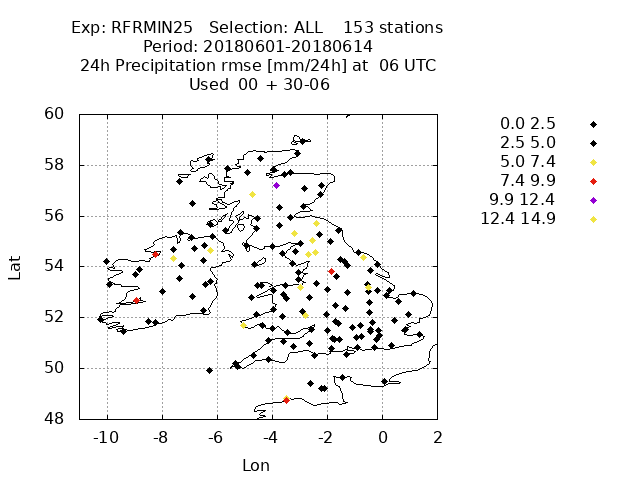 Exp: RFRMIN25 Selection: ALL 153 stations
Period: 20180601-20180614
24h Precipitation rmse [mm/24h] at 06 UTC
Used 00 + 30-06
60
58
56
54
52
50
48
Lat
-10 -8 -6 -4 -2 0 2
Lon
0.0 2.5
2.5 5.0
5.0 7.4
7.4 9.9
9.9 12.4
12.4 14.9